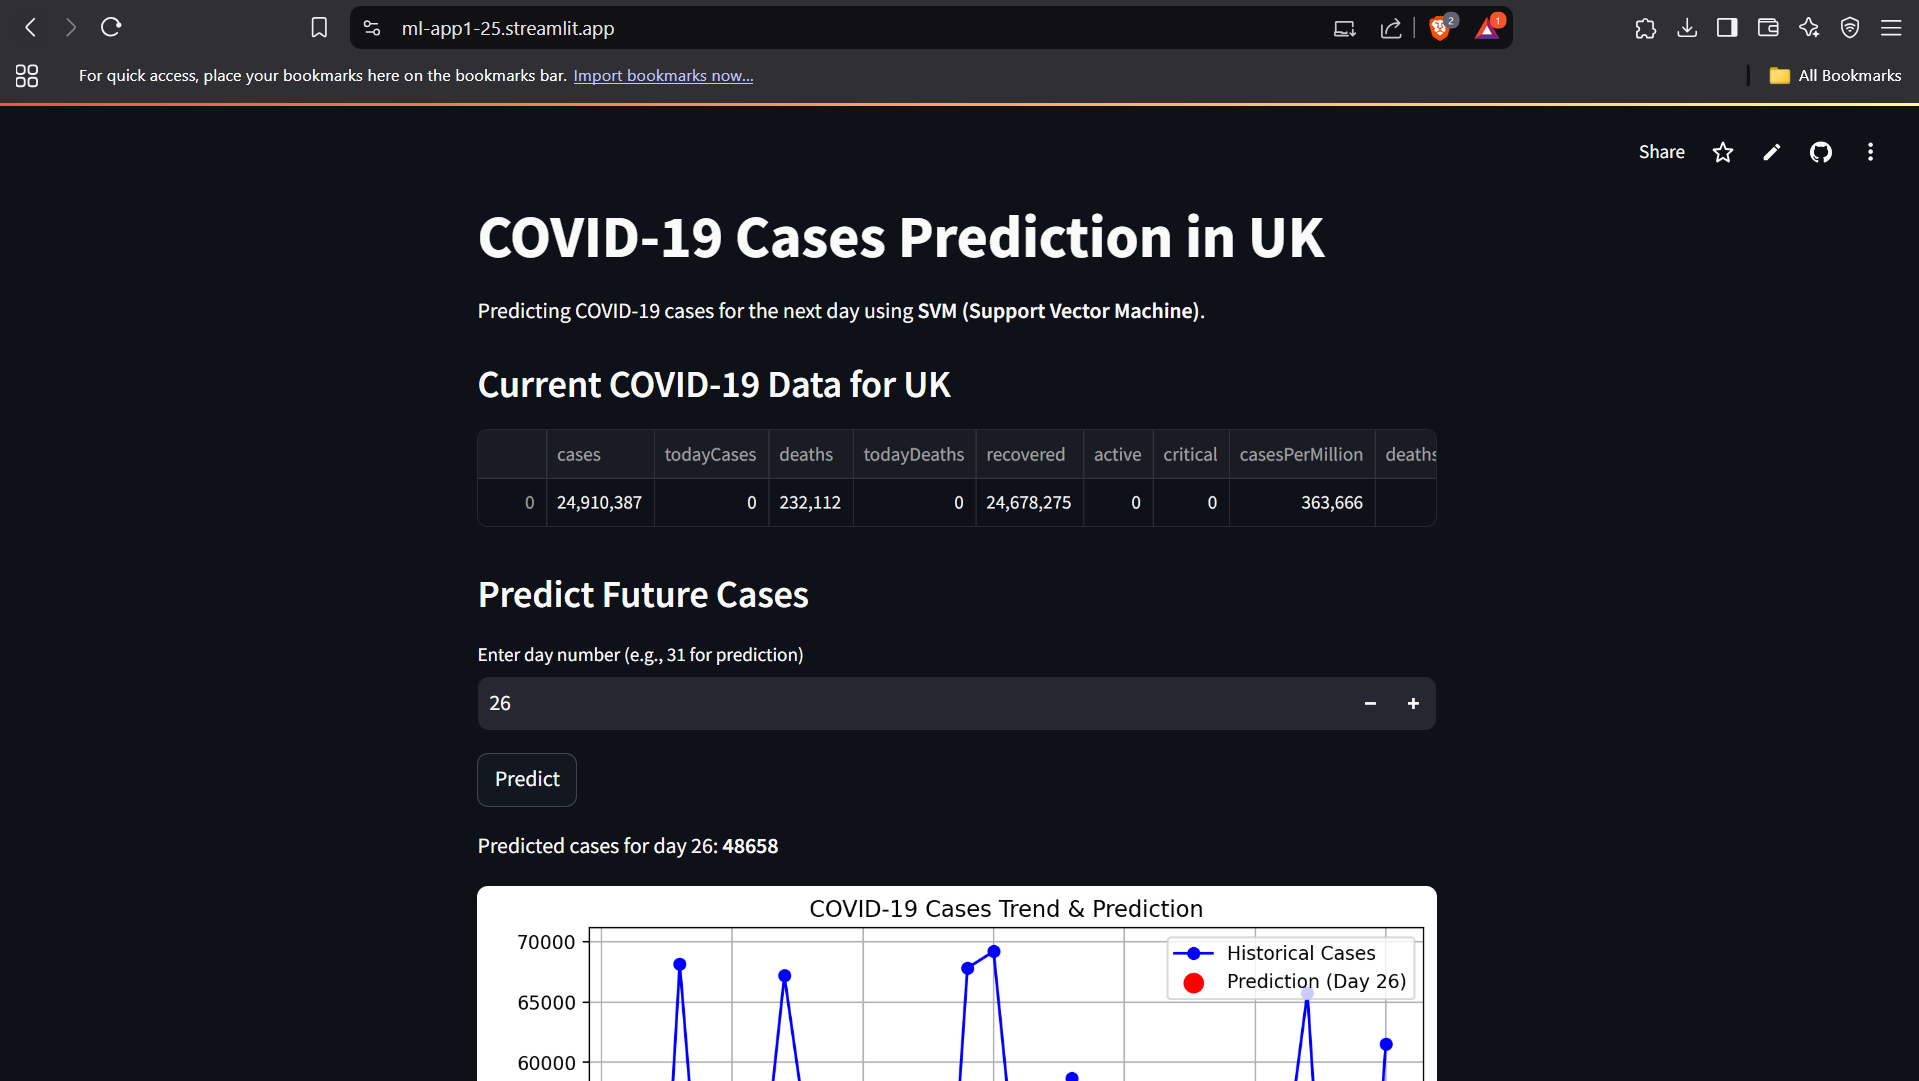 ml-app1-25.streamlit.app
2
1
For quick access, place your bookmarks here on the bookmarks bar. Import bookmarks now...
All Bookmarks
Share
COVID-19 Cases Prediction in UK
Predicting COVID-19 cases for the next day using SVM (Support Vector Machine).
Current COVID-19 Data for UK
cases todayCases deaths todayDeaths recovered active critical casesPerMillion deaths
0 24,910,387 0 232,112 0 24,678,275 0 0 363,666
Predict Future Cases
Enter day number (e.g., 31 for prediction)
26
Predict
Predicted cases for day 26: 48658
COVID-19 Cases Trend & Prediction
70000
Historical Cases
Prediction (Day 26)
65000
60000